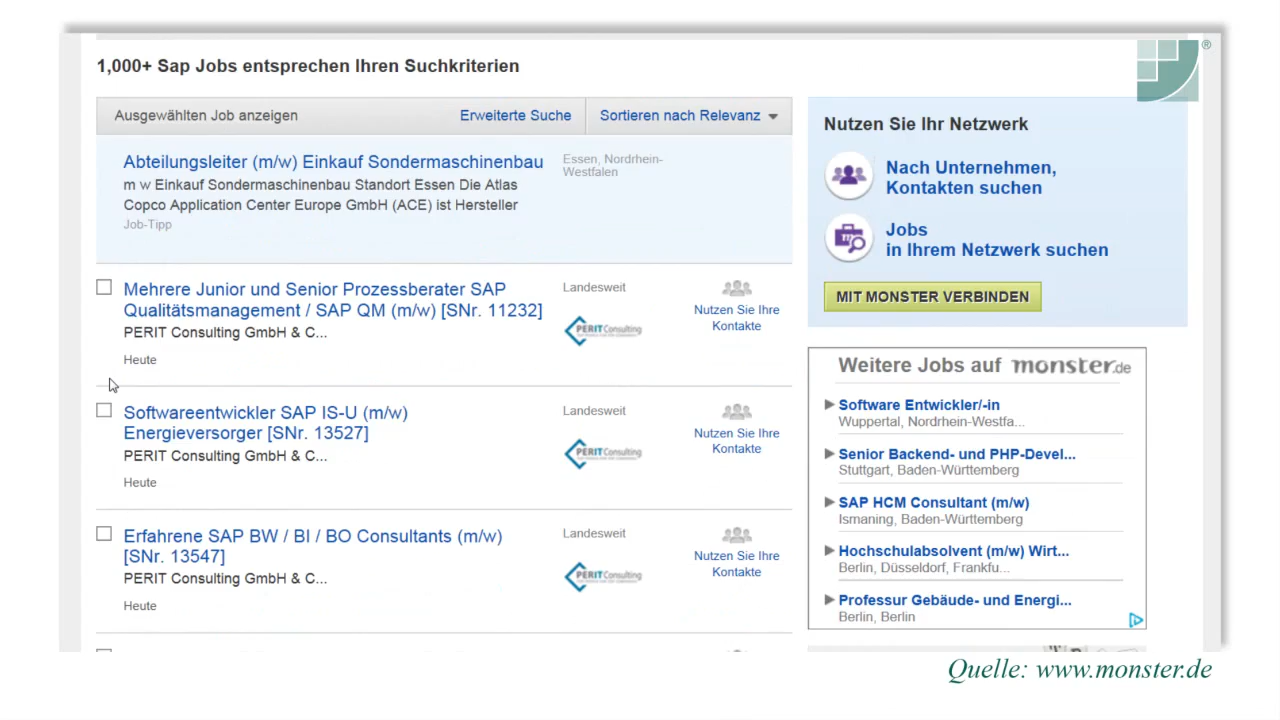 ®
1,000+ Sap Jobs entsprechen Ihren Suchkriterien
Ausgewählten Job anzeigen
Erweiterte Suche
Sortieren nach Relevanz
Abteilungsleiter (m/w) Einkauf Sondermaschinenbau
m w Einkauf Sondermaschinenbau Standort Essen Die Atlas
Copco Application Center Europe GmbH (ACE) ist Hersteller
Job-Tipp
Essen, Nordrhein-
Westfalen
Mehrere Junior und Senior Prozessberater SAP
Qualitätsmanagement / SAP QM (m/w) [SNr. 11232]
PERIT Consulting GmbH & C...
Heute
Landesweit
PERIT Consulting
Nutzen Sie Ihre
Kontakte
Softwareentwickler SAP IS-U (m/w)
Energieversorger [SNr. 13527]
PERIT Consulting GmbH & C...
Heute
Landesweit
PERIT Consulting
Nutzen Sie Ihre
Kontakte
Erfahrene SAP BW / BI / BO Consultants (m/w)
[SNr. 13547]
PERIT Consulting GmbH & C...
Heute
Landesweit
PERIT Consulting
Nutzen Sie Ihre
Kontakte
Nutzen Sie Ihr Netzwerk
Nach Unternehmen,
Kontakten suchen
Jobs
in Ihrem Netzwerk suchen
MIT MONSTER VERBINDEN
Weitere Jobs auf monster.de
Software Entwickler/-in
Wuppertal, Nordrhein-Westfa...
Senior Backend- und PHP-Devel...
Stuttgart, Baden-Württemberg
SAP HCM Consultant (m/w)
Ismaning, Baden-Württemberg
Hochschulabsolvent (m/w) Wirt...
Berlin, Düsseldorf, Frankfu...
Professur Gebäude- und Energi...
Berlin, Berlin
Quelle: www.monster.de